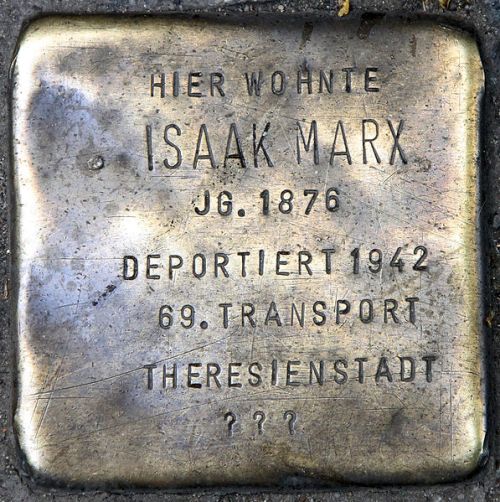 HIER WOHNTE
ISAAK MARX
JG. 1876
DEPORTIERT 1942
69. TRANSPORT
THERESIENSTADT
? ? ?